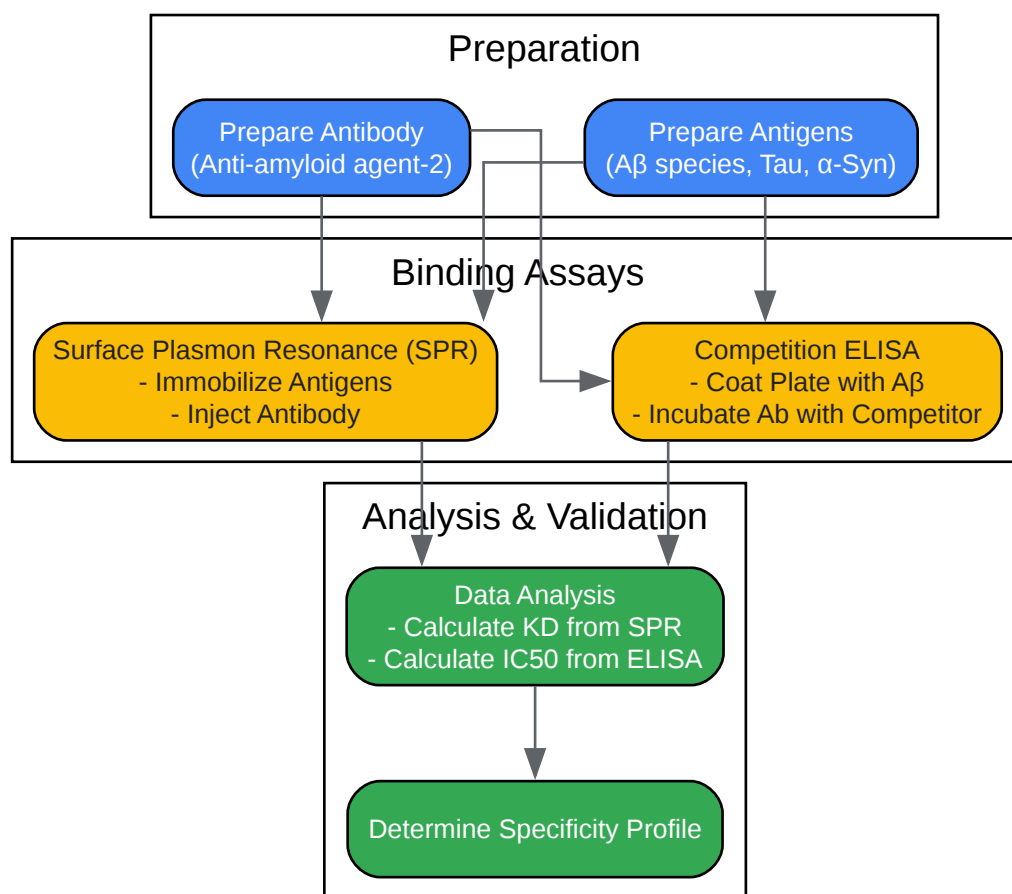 Preparation
Prepare Antibody
(Anti-amyloid agent-2)
Prepare Antigens
(Aβ species, Tau, α-Syn)
Binding Assays
Surface Plasmon Resonance (SPR)
- Immobilize Antigens
- Inject Antibody
Competition ELISA
- Coat Plate with Aβ
- Incubate Ab with Competitor
Analysis & Validation
Data Analysis
- Calculate KD from SPR
- Calculate IC50 from ELISA
Determine Specificity Profile